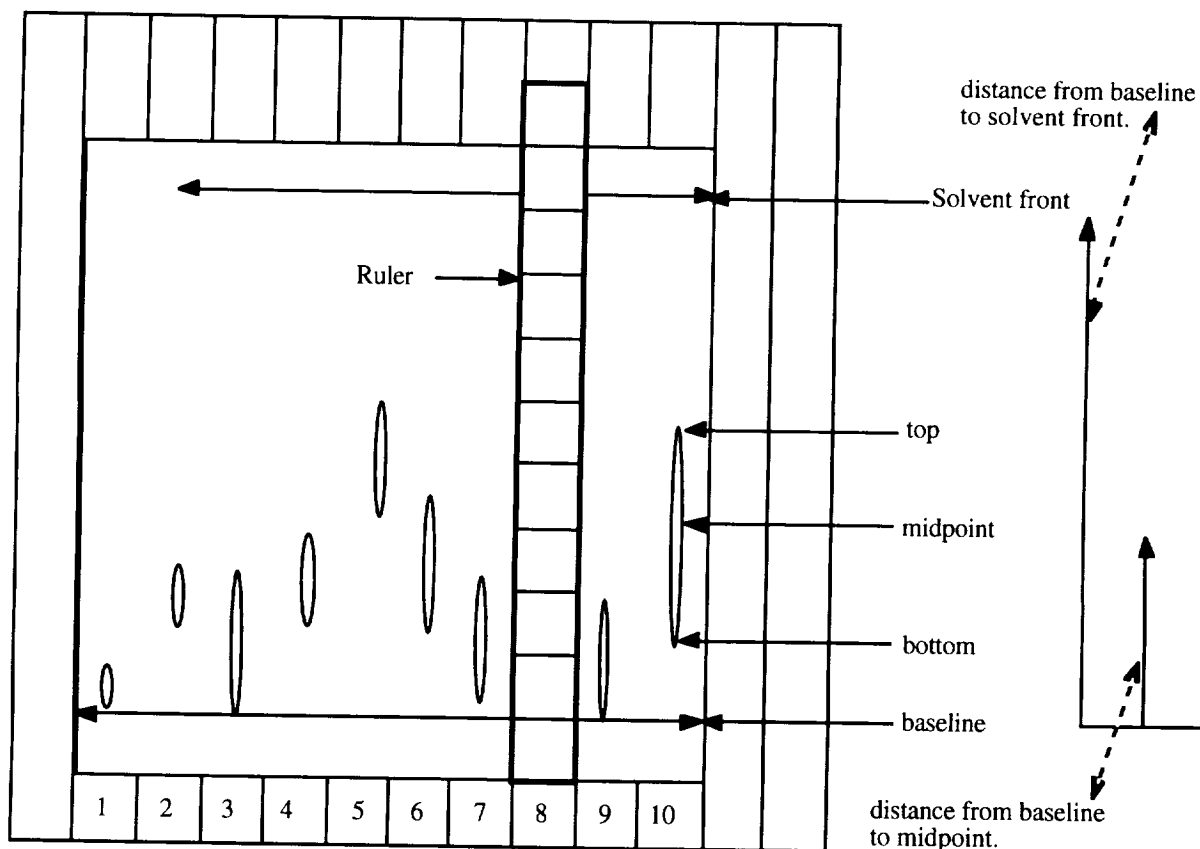 distance from baseline
to solvent front.
Solvent front
Ruler
top
midpoint
bottom
baseline
1 2 3 4 5 6 7 8 9 10
distance from baseline
to midpoint.